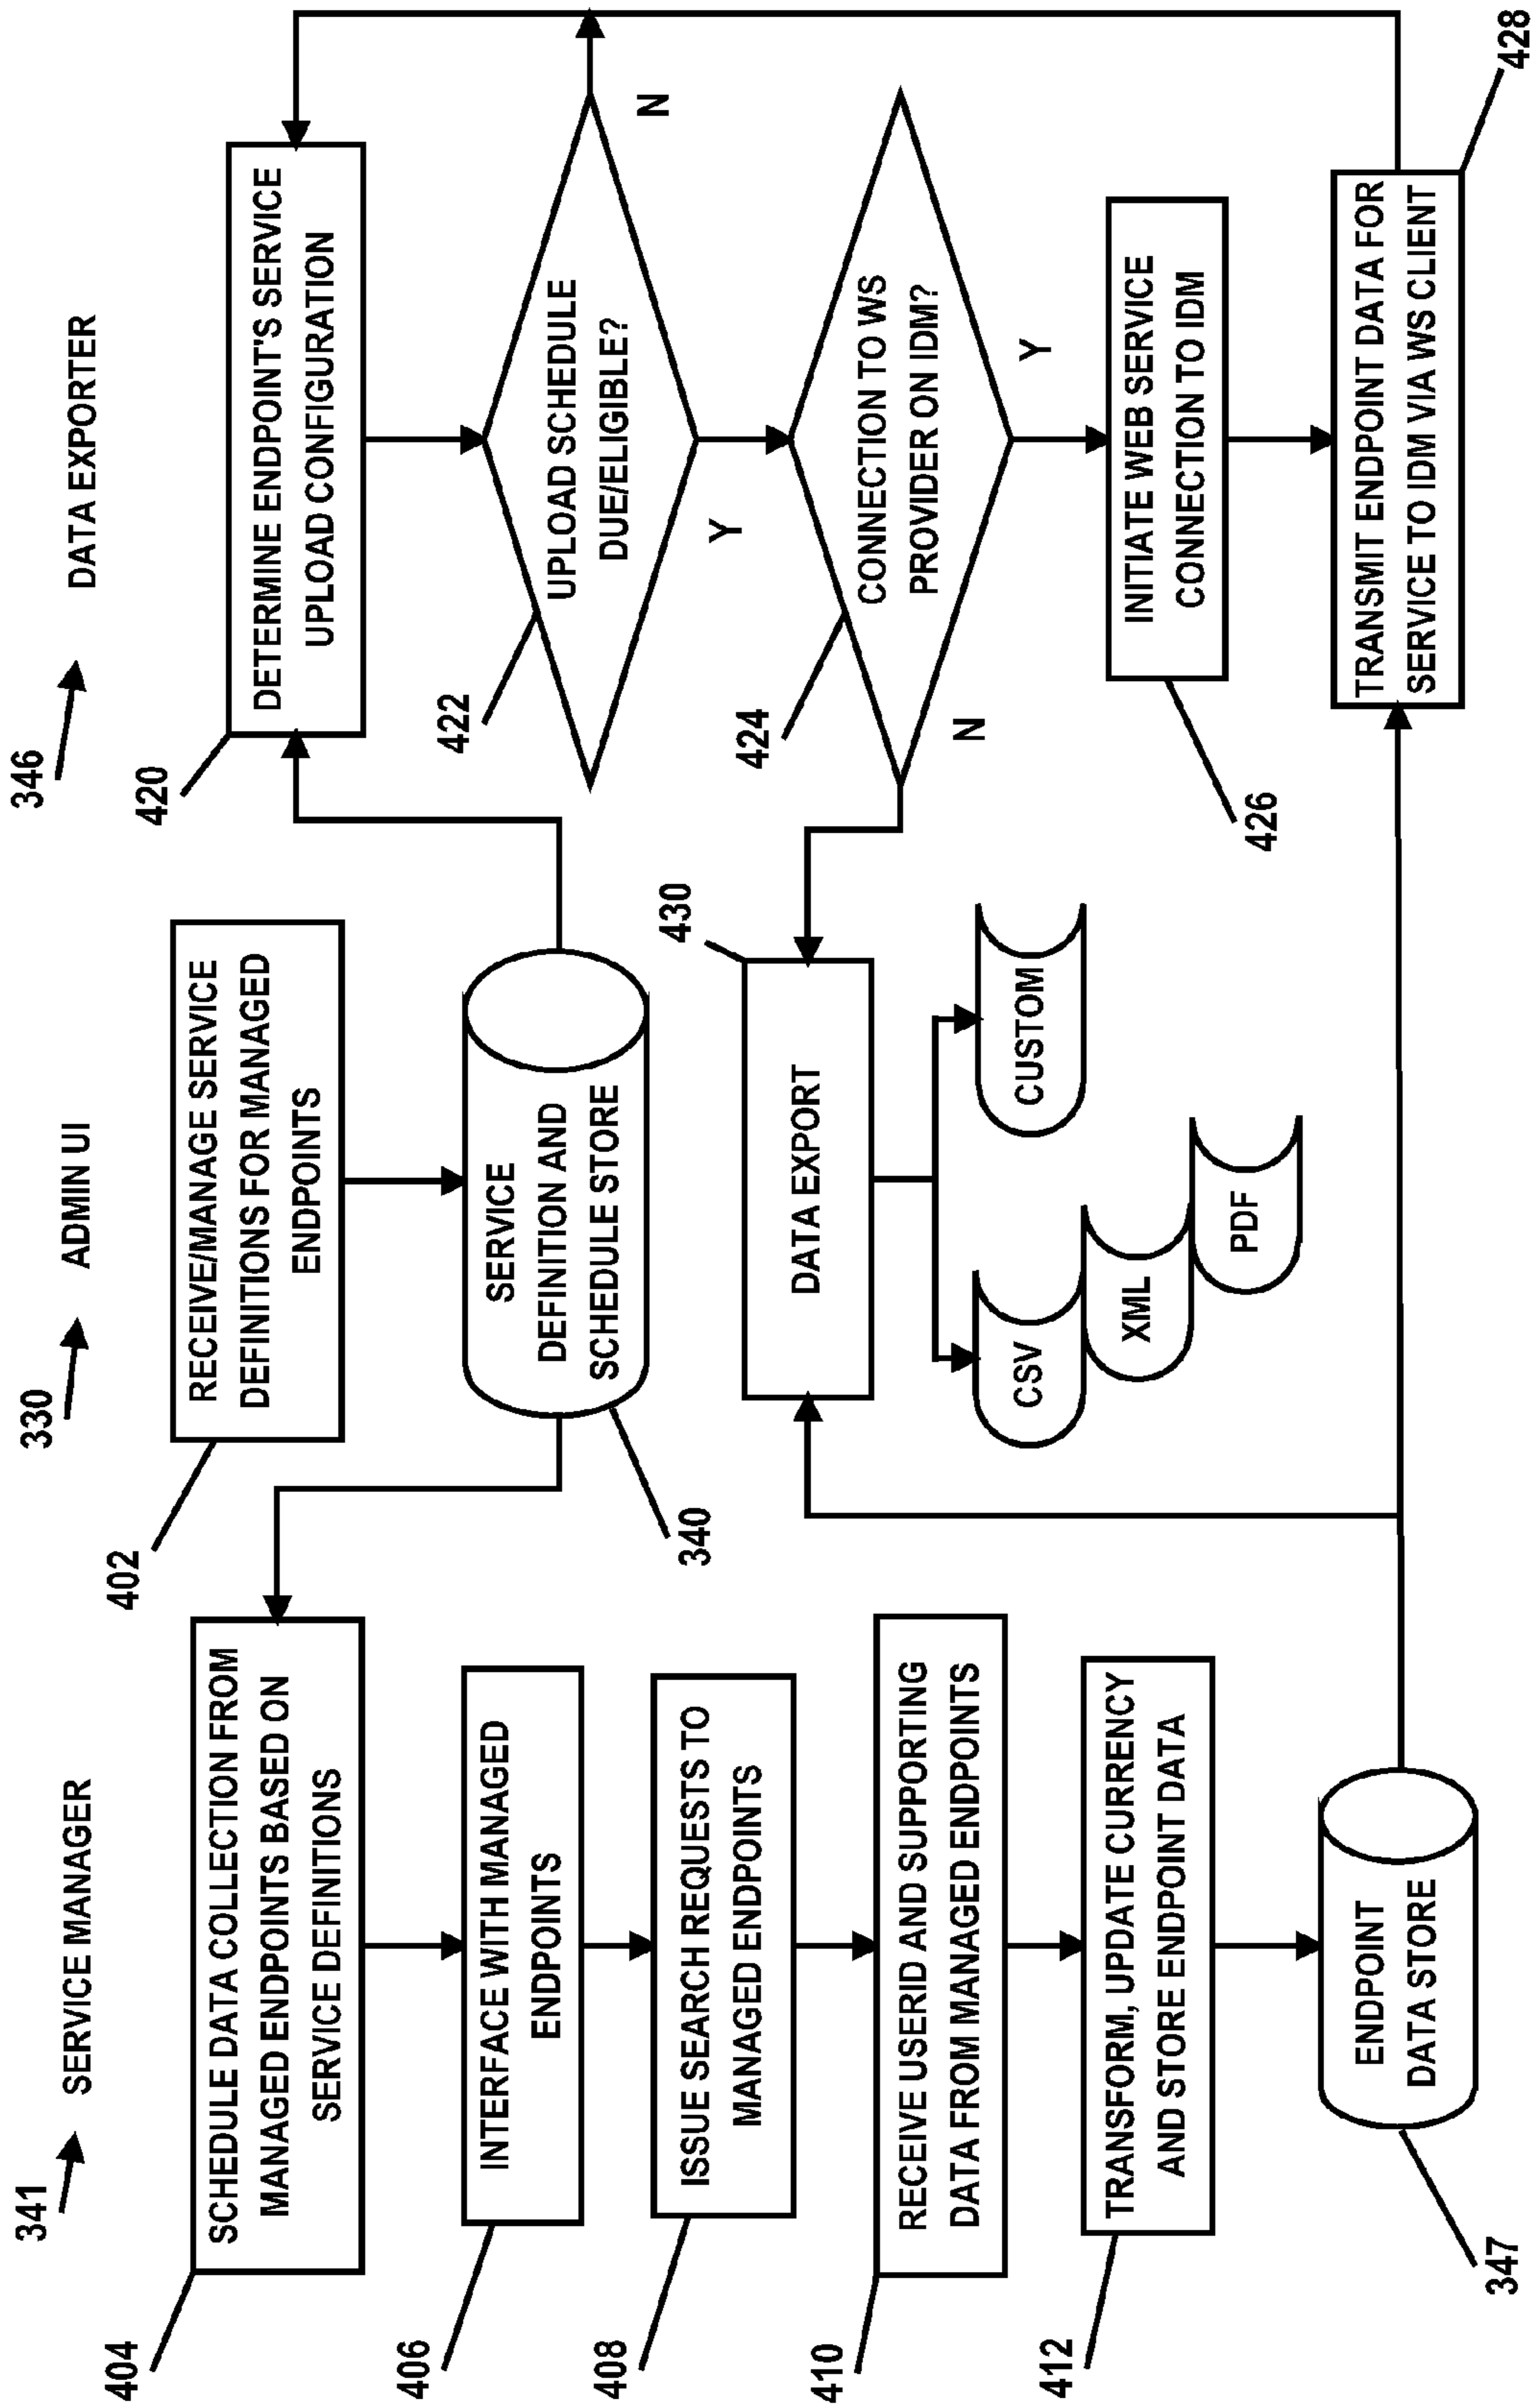 341
SERVICE MANAGER
404
SCHEDULE DATA COLLECTION FROM
MANAGED ENDPOINTS BASED ON
SERVICE DEFINITIONS
406
INTERFACE WITH MANAGED
ENDPOINTS
408
ISSUE SEARCH REQUESTS TO
MANAGED ENDPOINTS
410
RECEIVE USERID AND SUPPORTING
DATA FROM MANAGED ENDPOINTS
412
TRANSFORM, UPDATE CURRENCY
AND STORE ENDPOINT DATA
ENDPOINT
DATA STORE
347
330
ADMIN UI
402
RECEIVE/MANAGE SERVICE
DEFINITIONS FOR MANAGED
ENDPOINTS
SERVICE
DEFINITION AND
SCHEDULE STORE
340
430
DATA EXPORT
CSV
XML
PDF
CUSTOM
346
DATA EXPORTER
420
DETERMINE ENDPOINT'S SERVICE
UPLOAD CONFIGURATION
422
UPLOAD SCHEDULE
DUE/ELIGIBLE?
N
Y
424
CONNECTION TO WS
PROVIDER ON IDM?
N
Y
426
INITIATE WEB SERVICE
CONNECTION TO IDM
TRANSMIT ENDPOINT DATA FOR
SERVICE TO IDM VIA WS CLIENT
428